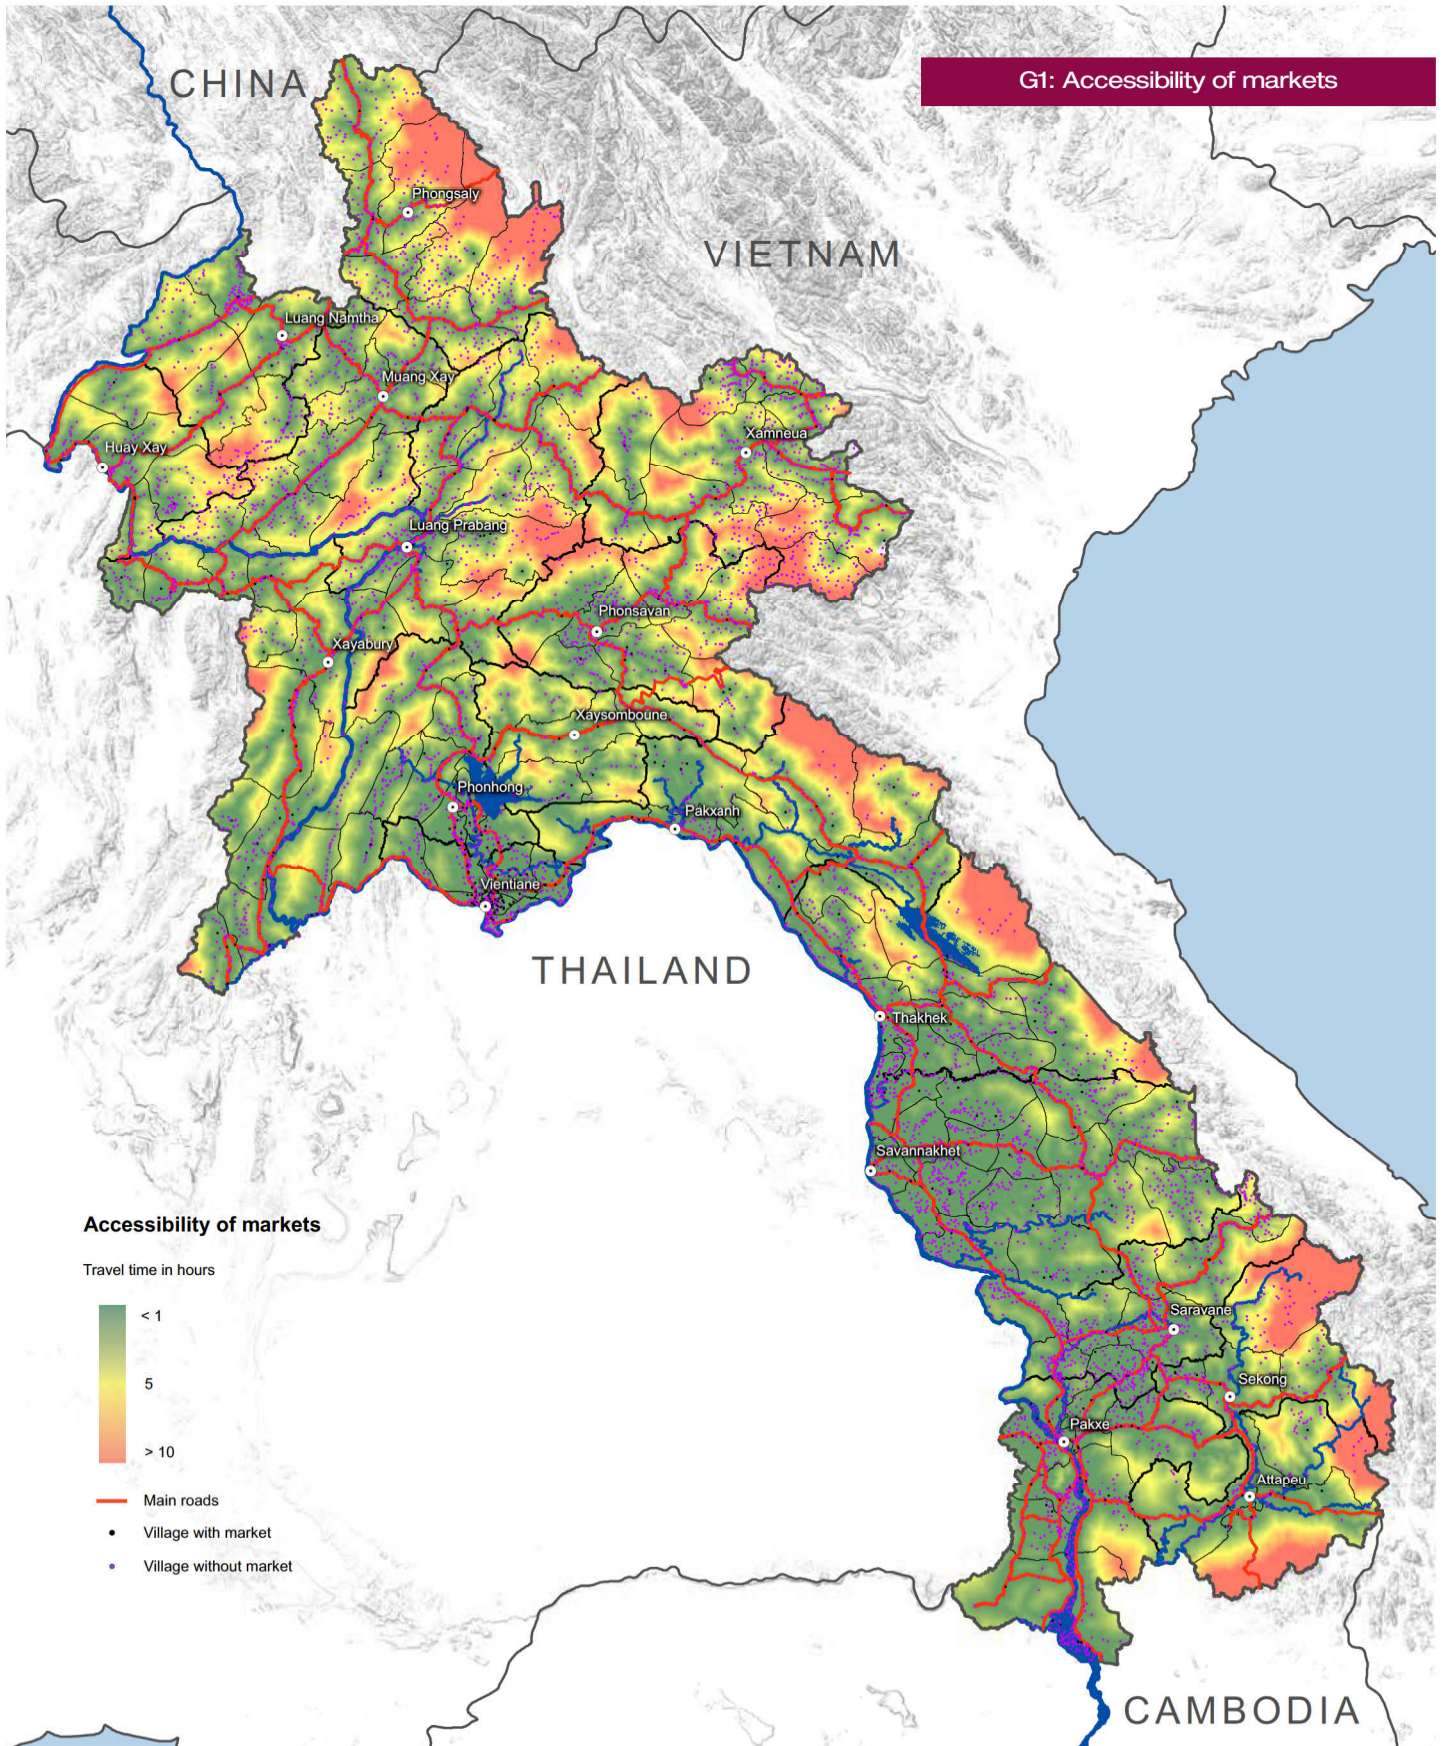 G1: Accessibility of markets
CHINA
Phongsaly
VIETNAM
Luang Namtha
Muang Xay
Huay Xay
Xamneua
Luang Prabang
Phonsavan
Xayabury
Xaysomboune
Phonhong
Pakxanh
Vientiane
THAILAND
Thakhek
Savannakhet
Accessibility of markets
Travel time in hours
< 1
5
> 10
Main roads
Village with market
Village without market
Saravane
Sekong
Pakxe
Attapeu
CAMBODIA